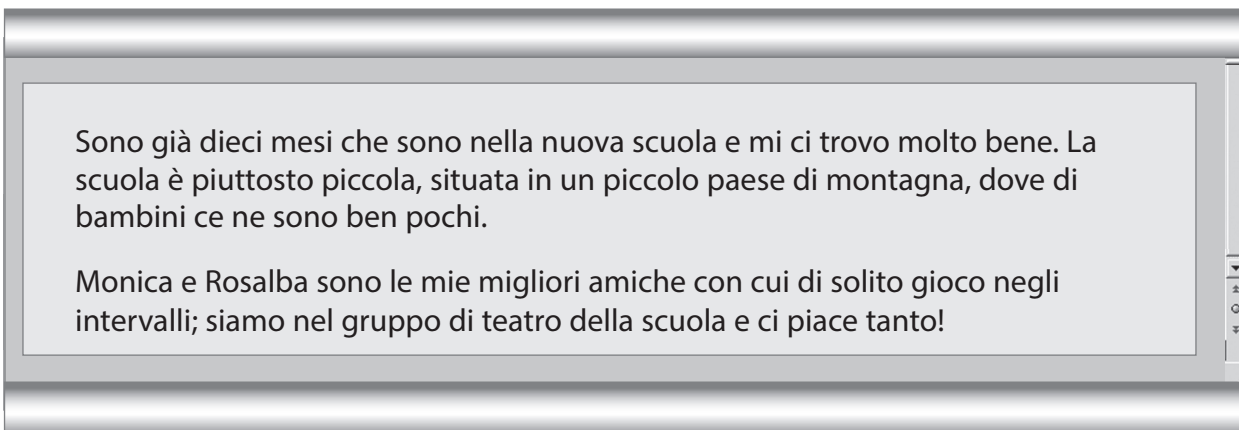 Sono già dieci mesi che sono nella nuova scuola e mi ci trovo molto bene. La
scuola è piuttosto piccola, situata in un piccolo paese di montagna, dove di
bambini ce ne sono ben pochi.
Monica e Rosalba sono le mie migliori amiche con cui di solito gioco negli
intervalli; siamo nel gruppo di teatro della scuola e ci piace tanto!